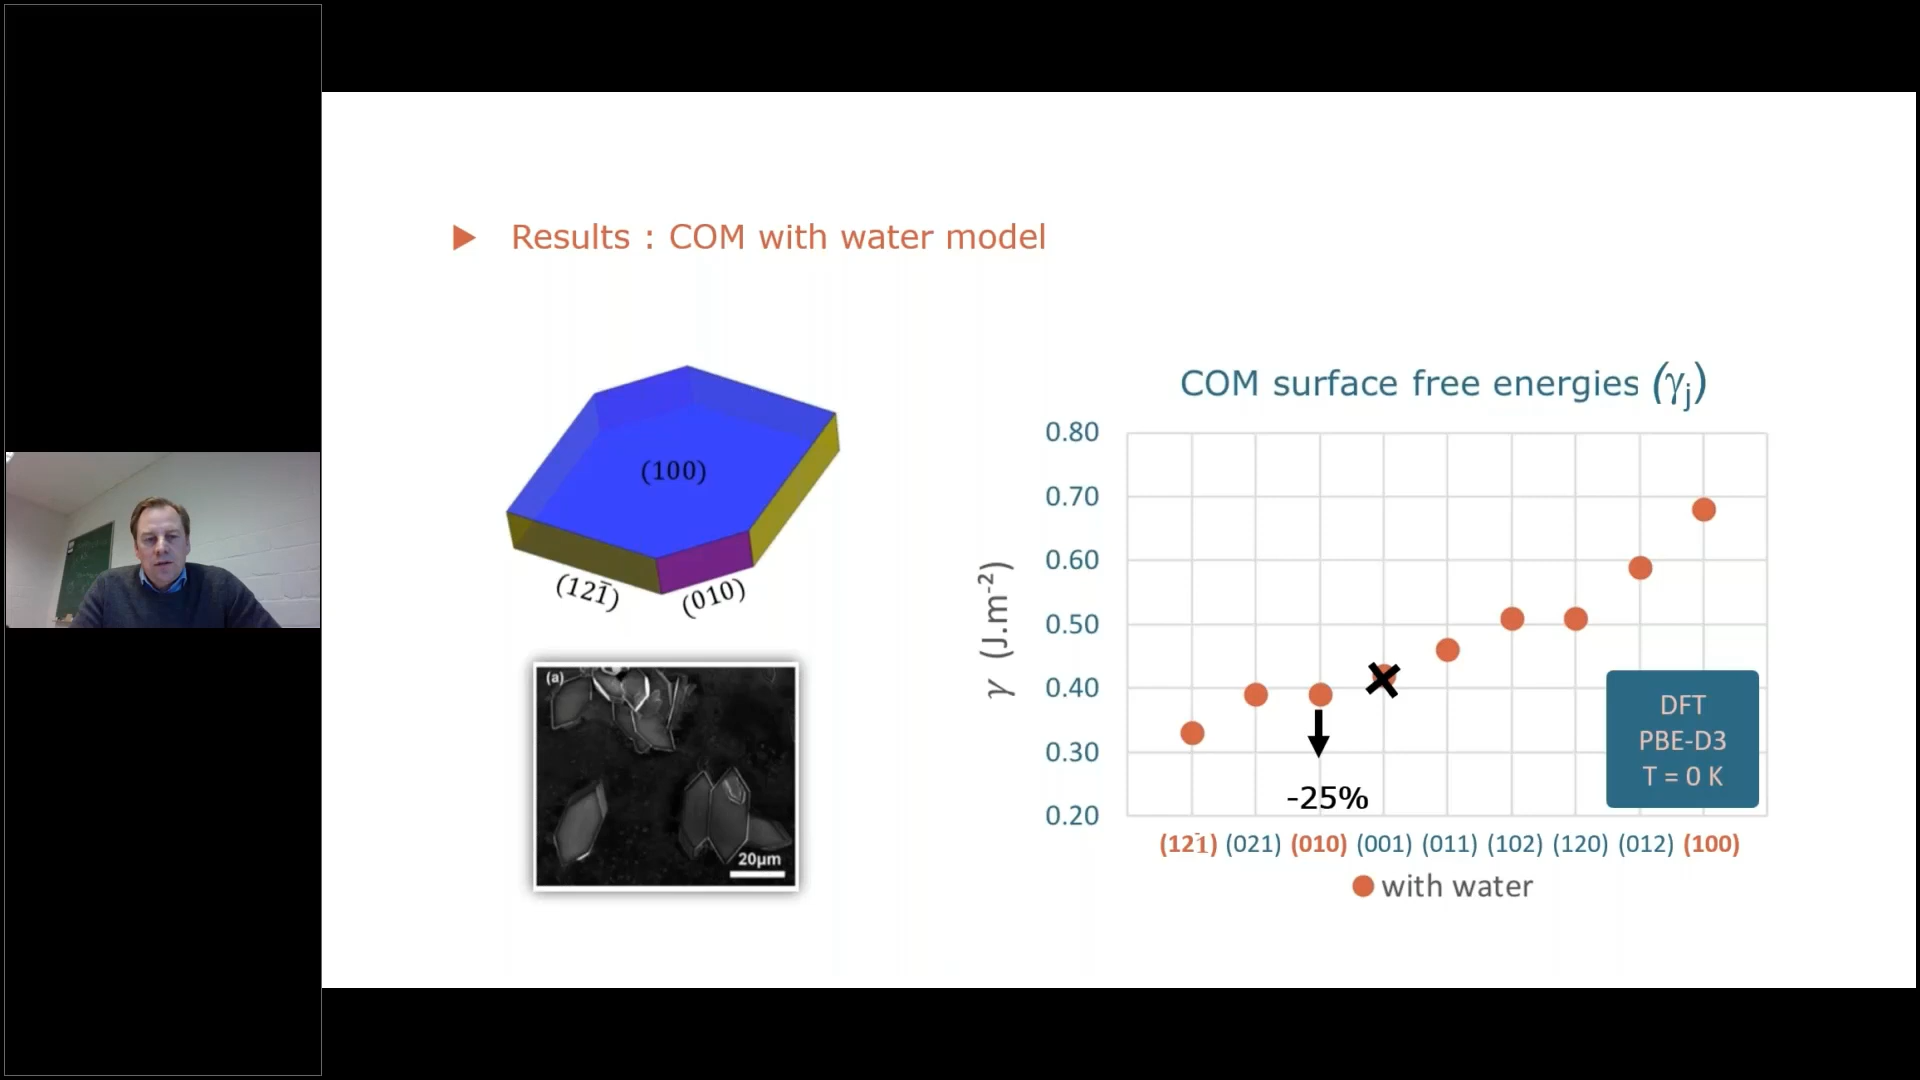 Results : COM with water model
(100)
(121̅)
(010)
(a)
20μm
COM surface free energies (γj)
γ (J.m-2)
0.80
0.70
0.60
0.50
0.40
0.30
0.20
-25%
DFT
PBE-D3
T = 0 K
(121̅) (021) (010) (001) (011) (102) (120) (012) (100)
with water